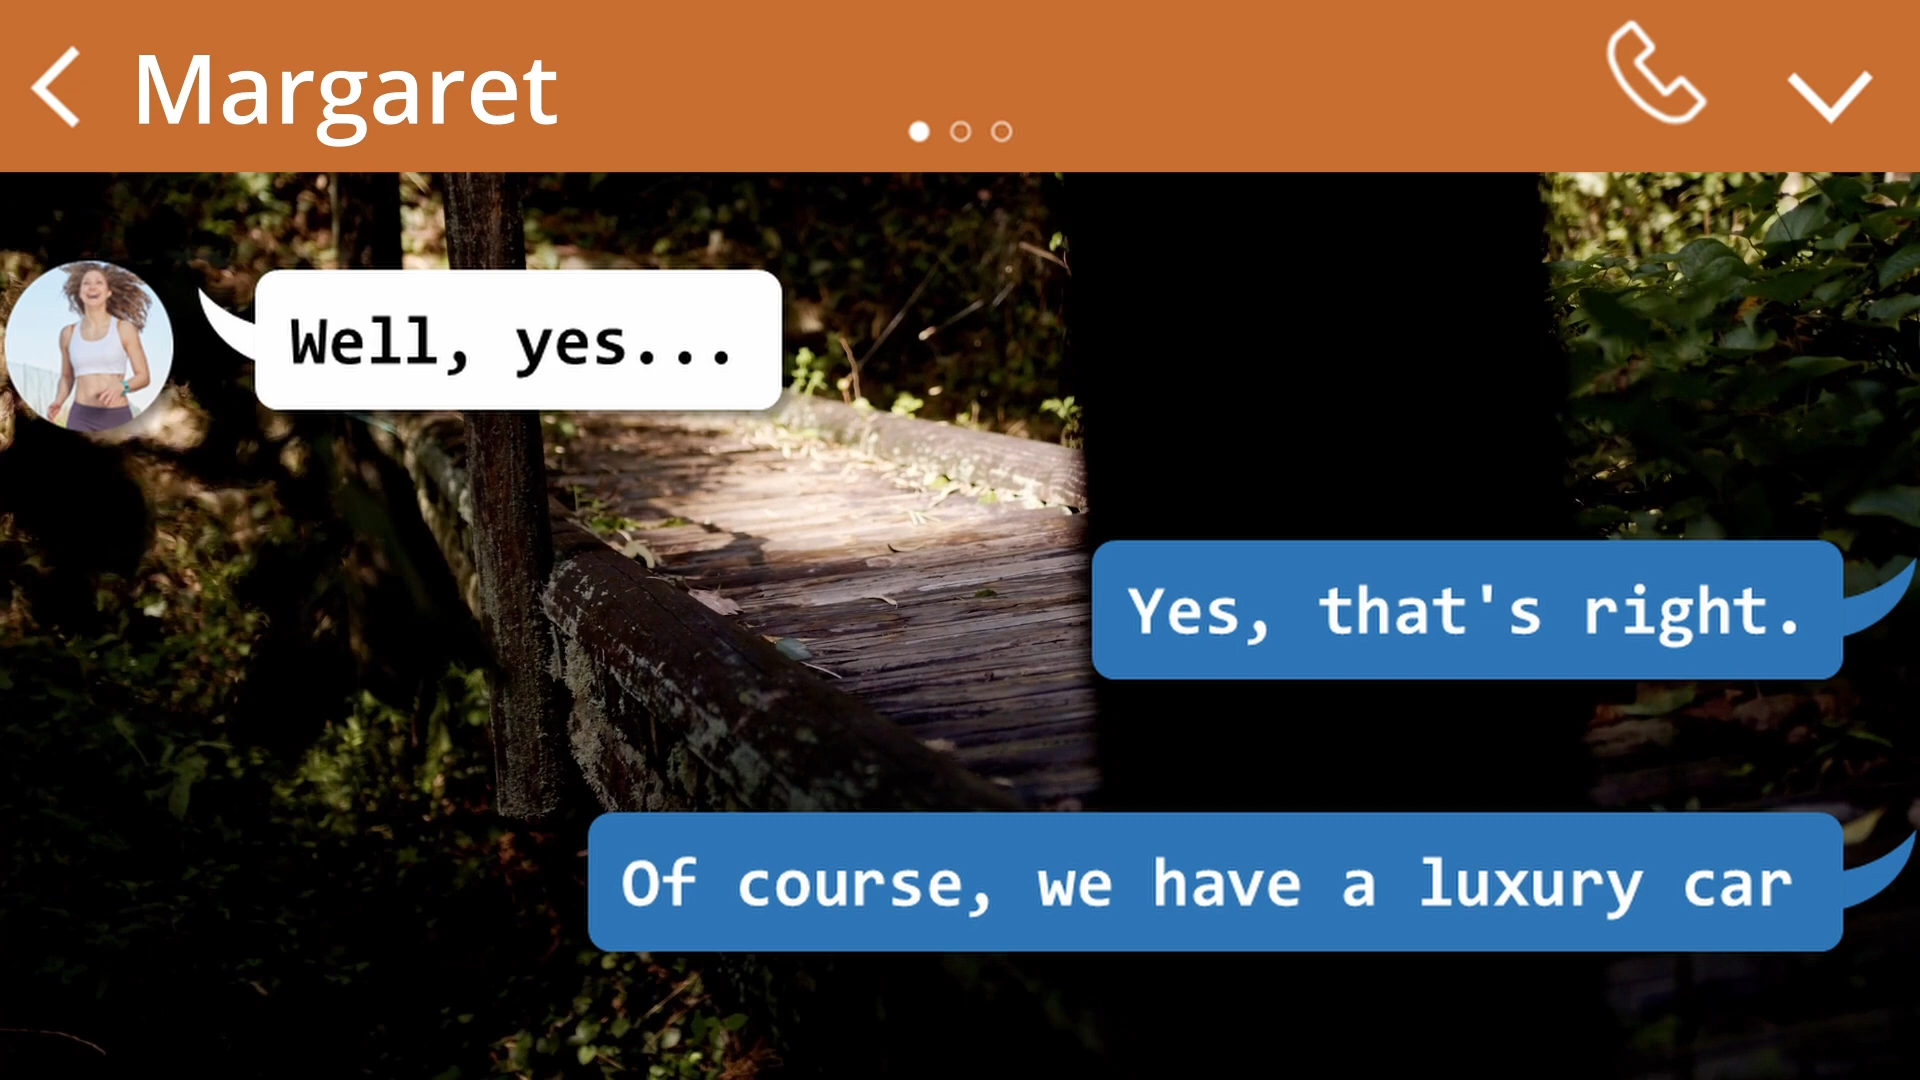 Margaret
Well, yes...
Yes, that's right.
Of course, we have a luxury car